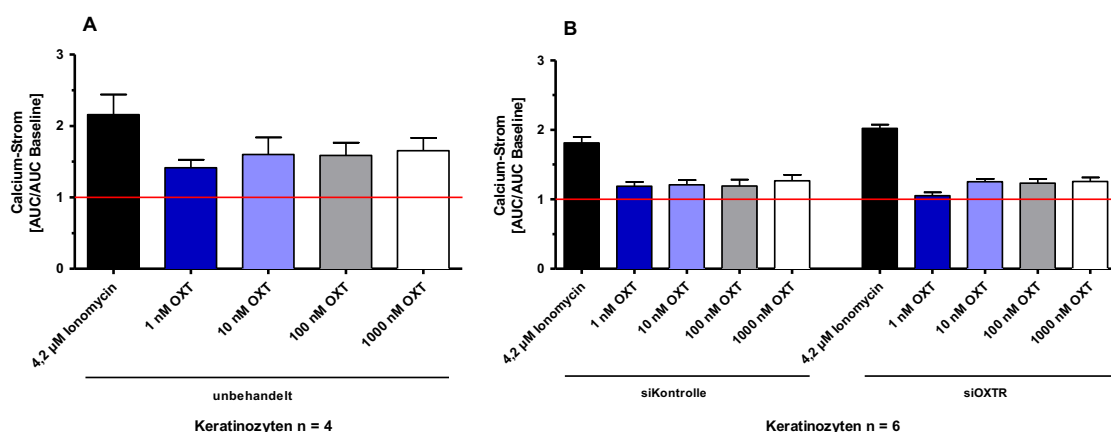 A
Calcium-Strom
[AUC/AUC Baseline]
3
2
1
0
4,2 µM Ionomycin
1 nM OXT
10 nM OXT
100 nM OXT
1000 nM OXT
unbehandelt
Keratinozyten n = 4
B
Calcium-Strom
[AUC/AUC Baseline]
3
2
1
0
4,2 µM Ionomycin
1 nM OXT
10 nM OXT
100 nM OXT
1000 nM OXT
4,2 µM Ionomycin
1 nM OXT
10 nM OXT
100 nM OXT
1000 nM OXT
siKontrolle
siOXTR
Keratinozyten n = 6